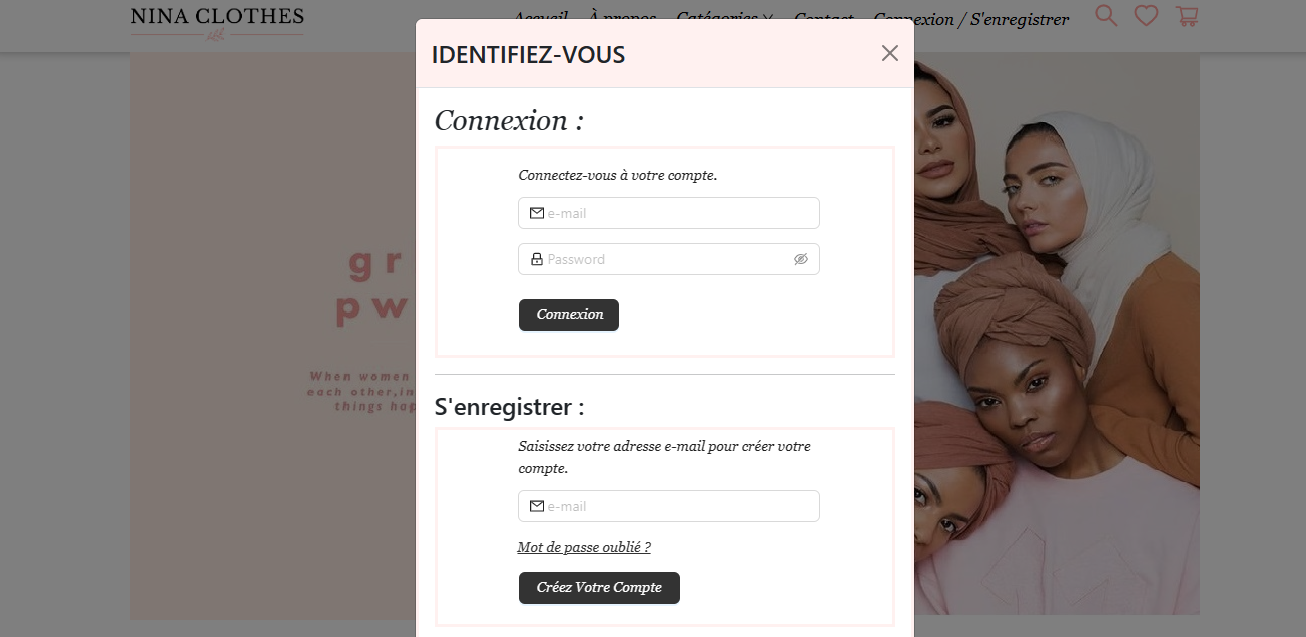 NINA CLOTHES
Accueil À propos Catégories Contact Connexion / S'enregistrer
IDENTIFIEZ-VOUS
Connexion :
Connectez-vous à votre compte.
e-mail
Password
Connexion
S'enregistrer :
Saisissez votre adresse e-mail pour créer votre
compte.
e-mail
Mot de passe oublié ?
Créez Votre Compte
g r
p w
When women
each other, in
things hap